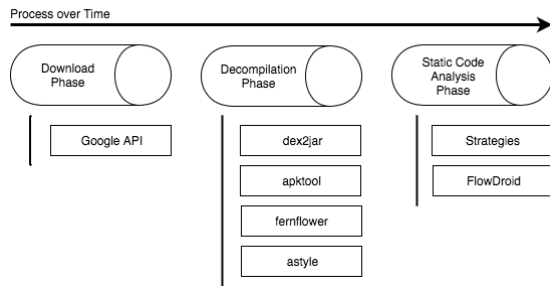 Process over Time
Download
Phase
Decompilation
Phase
Static Code
Analysis
Phase
Google API
dex2jar
apktool
fernflower
astyle
Strategies
FlowDroid